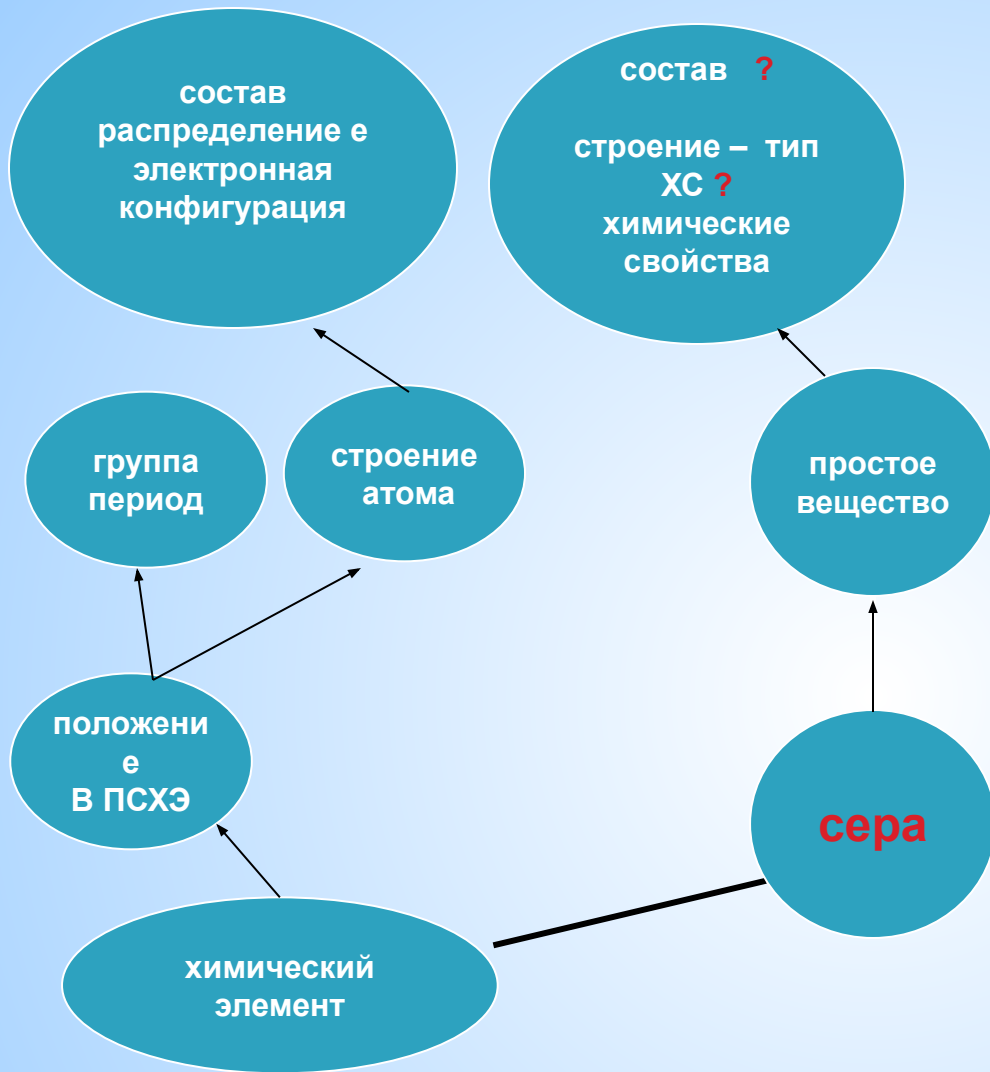 состав
распределение е
электронная
конфигурация
состав ?
строение – тип
ХС ?
химические
свойства
группа
период
строение
атома
простое
вещество
положени
е
В ПСХЭ
сера
химический
элемент